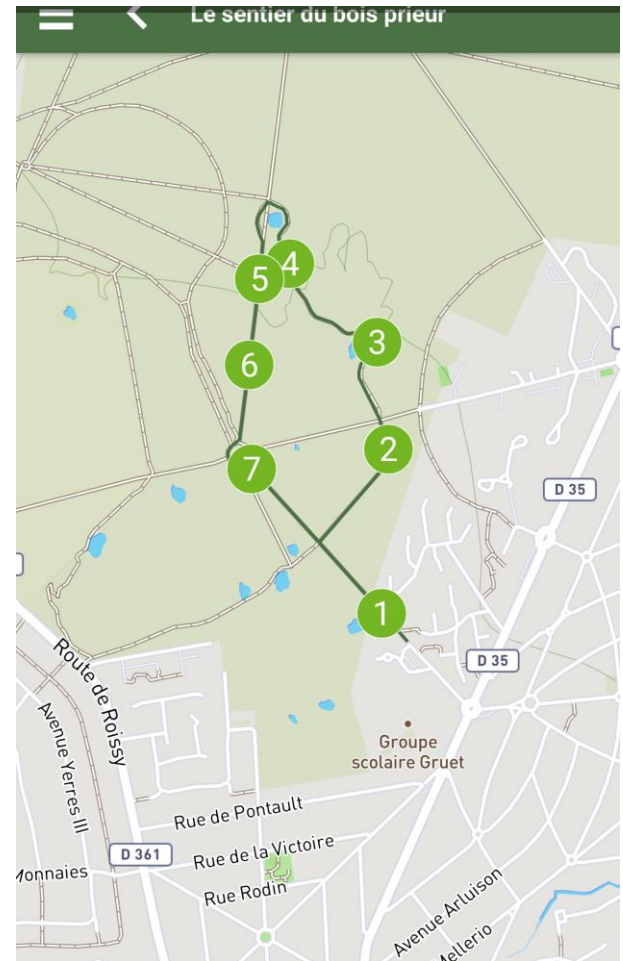 Le sentier du bois prieur
4
5
3
6
2
7
D 35
1
Route de Roissy
D 35
Avenue Yerres III
Groupe
scolaire Gruet
Rue de Pontault
D 361
Rue de la Victoire
Monnaies
Rue Rodin
Avenue Arluison
Mellerio